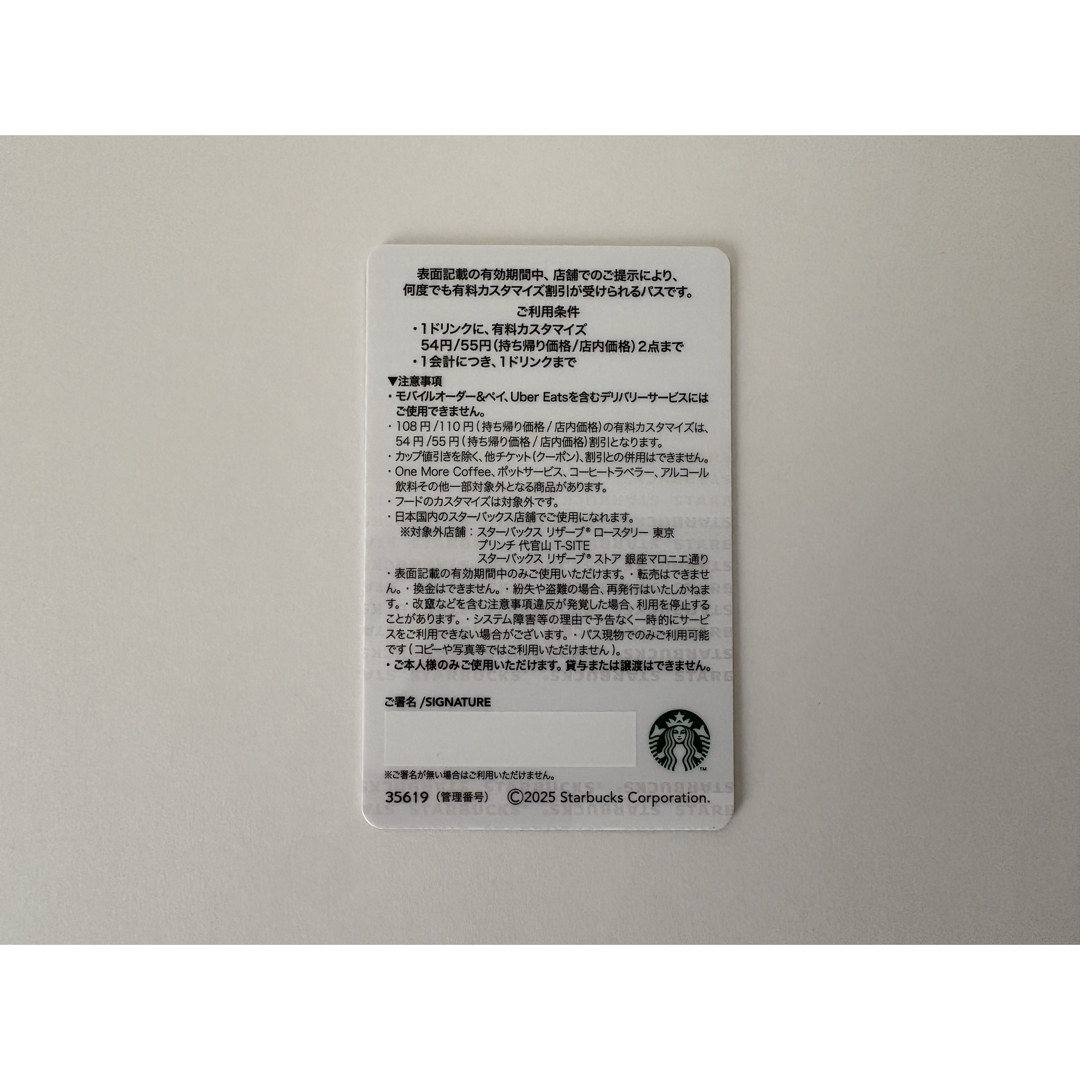 表面記載の有効期間中、店舗でのご提示により、
何度でも有料カスタマイズ割引が受けられるパスです。
ご利用条件
・1ドリンクに、有料カスタマイズ
54円/55円(持ち帰り価格/店内価格)2点まで
・1会計につき、1ドリンクまで
▼注意事項
・モバイルオーダー&ペイ、Uber Eatsを含むデリバリーサービスには
ご使用できません。
・108円/110円(持ち帰り価格/店内価格)の有料カスタマイズは、
54円/55円(持ち帰り価格/店内価格)割引となります。
・カップ値引きを除く、他チケット(クーポン)、割引との併用はできません。
・One More Coffee、ポットサービス、コーヒートラベラー、アルコール
飲料その他一部対象外となる商品があります。
・フードのカスタマイズは対象外です。
・日本国内のスターバックス店舗でご使用になれます。
※対象外店舗：スターバックス リザーブ® ロースタリー 東京
プリンチ 代官山 T-SITE
スターバックス リザーブ® ストア 銀座マロニエ通り
・表面記載の有効期間中のみご使用いただけます。・転売はできませ
ん。・換金はできません。・紛失や盗難の場合、再発行はいたしかねま
す。・改竄などを含む注意事項違反が発覚した場合、利用を停止する
ことがあります。・システム障害等の理由で予告なく一時的にサービ
スをご利用できない場合がございます。・パス現物でのみご利用可能
です(コピーや写真等ではご利用いただけません)。
・ご本人様のみご使用いただけます。貸与または譲渡はできません。
ご署名 /SIGNATURE
※ご署名が無い場合はご利用いただけません。
35619（管理番号） ©2025 Starbucks Corporation.